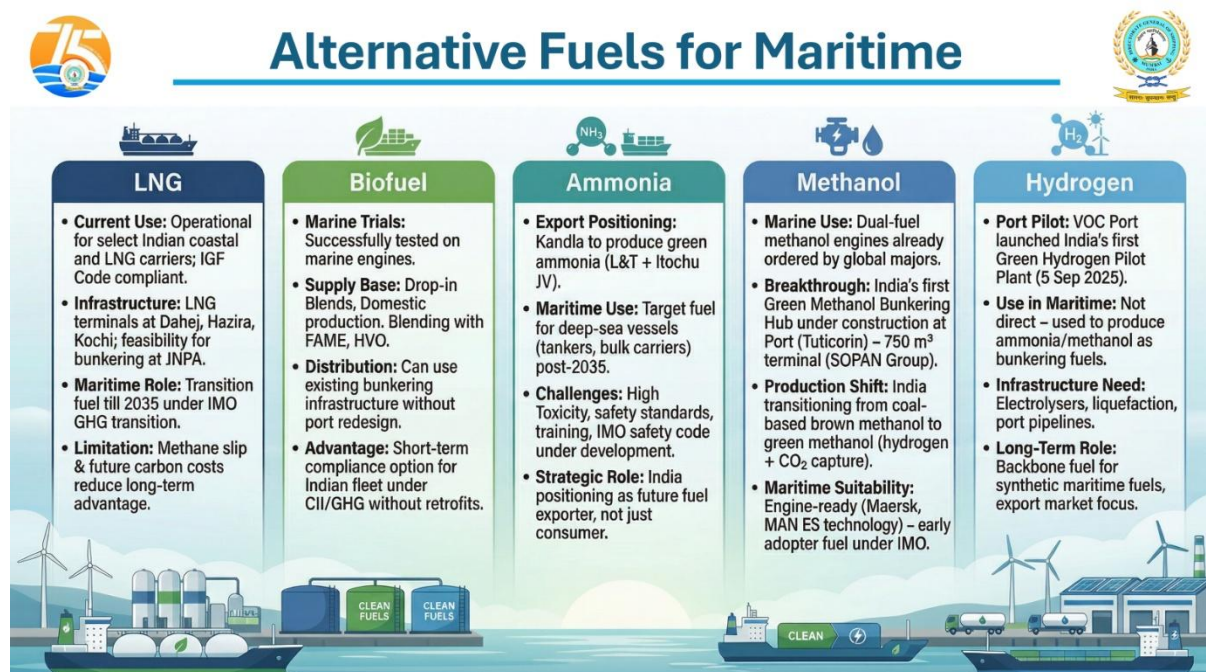 75
Alternative Fuels for Maritime
DIRECTORATE GENERAL OF SHIPPING
MUMBAI
LNG
• Current Use: Operational
for select Indian coastal
and LNG carriers; IGF
Code compliant.
• Infrastructure: LNG
terminals at Dahej, Hazira,
Kochi; feasibility for
bunkering at JNPA.
• Maritime Role: Transition
fuel till 2035 under IMO
GHG transition.
• Limitation: Methane slip
& future carbon costs
reduce long-term
advantage.
Biofuel
• Marine Trials:
Successfully tested on
marine engines.
• Supply Base: Drop-in
Blends, Domestic
production. Blending with
FAME, HVO.
• Distribution: Can use
existing bunkering
infrastructure without
port redesign.
• Advantage: Short-term
compliance option for
Indian fleet under
CII/GHG without retrofits.
NH₃
Ammonia
• Export Positioning:
Kandla to produce green
ammonia (L&T + Itochu
JV).
• Maritime Use: Target fuel
for deep-sea vessels
(tankers, bulk carriers)
post-2035.
• Challenges: High
Toxicity, safety standards,
training, IMO safety code
under development.
• Strategic Role: India
positioning as future fuel
exporter, not just
consumer.
Methanol
• Marine Use: Dual-fuel
methanol engines already
ordered by global majors.
• Breakthrough: India's first
Green Methanol Bunkering
Hub under construction at
Port (Tuticorin) – 750 m³
terminal (SOPAN Group).
• Production Shift: India
transitioning from coal-
based brown methanol to
green methanol (hydrogen
+ CO₂ capture).
• Maritime Suitability:
Engine-ready (Maersk,
MAN ES technology) – early
adopter fuel under IMO.
H₂
Hydrogen
• Port Pilot: VOC Port
launched India's first
Green Hydrogen Pilot
Plant (5 Sep 2025).
• Use in Maritime: Not
direct – used to produce
ammonia/methanol as
bunkering fuels.
• Infrastructure Need:
Electrolysers, liquefaction,
port pipelines.
• Long-Term Role:
Backbone fuel for
synthetic maritime fuels,
export market focus.
CLEAN
FUELS
CLEAN
FUELS
CLEAN